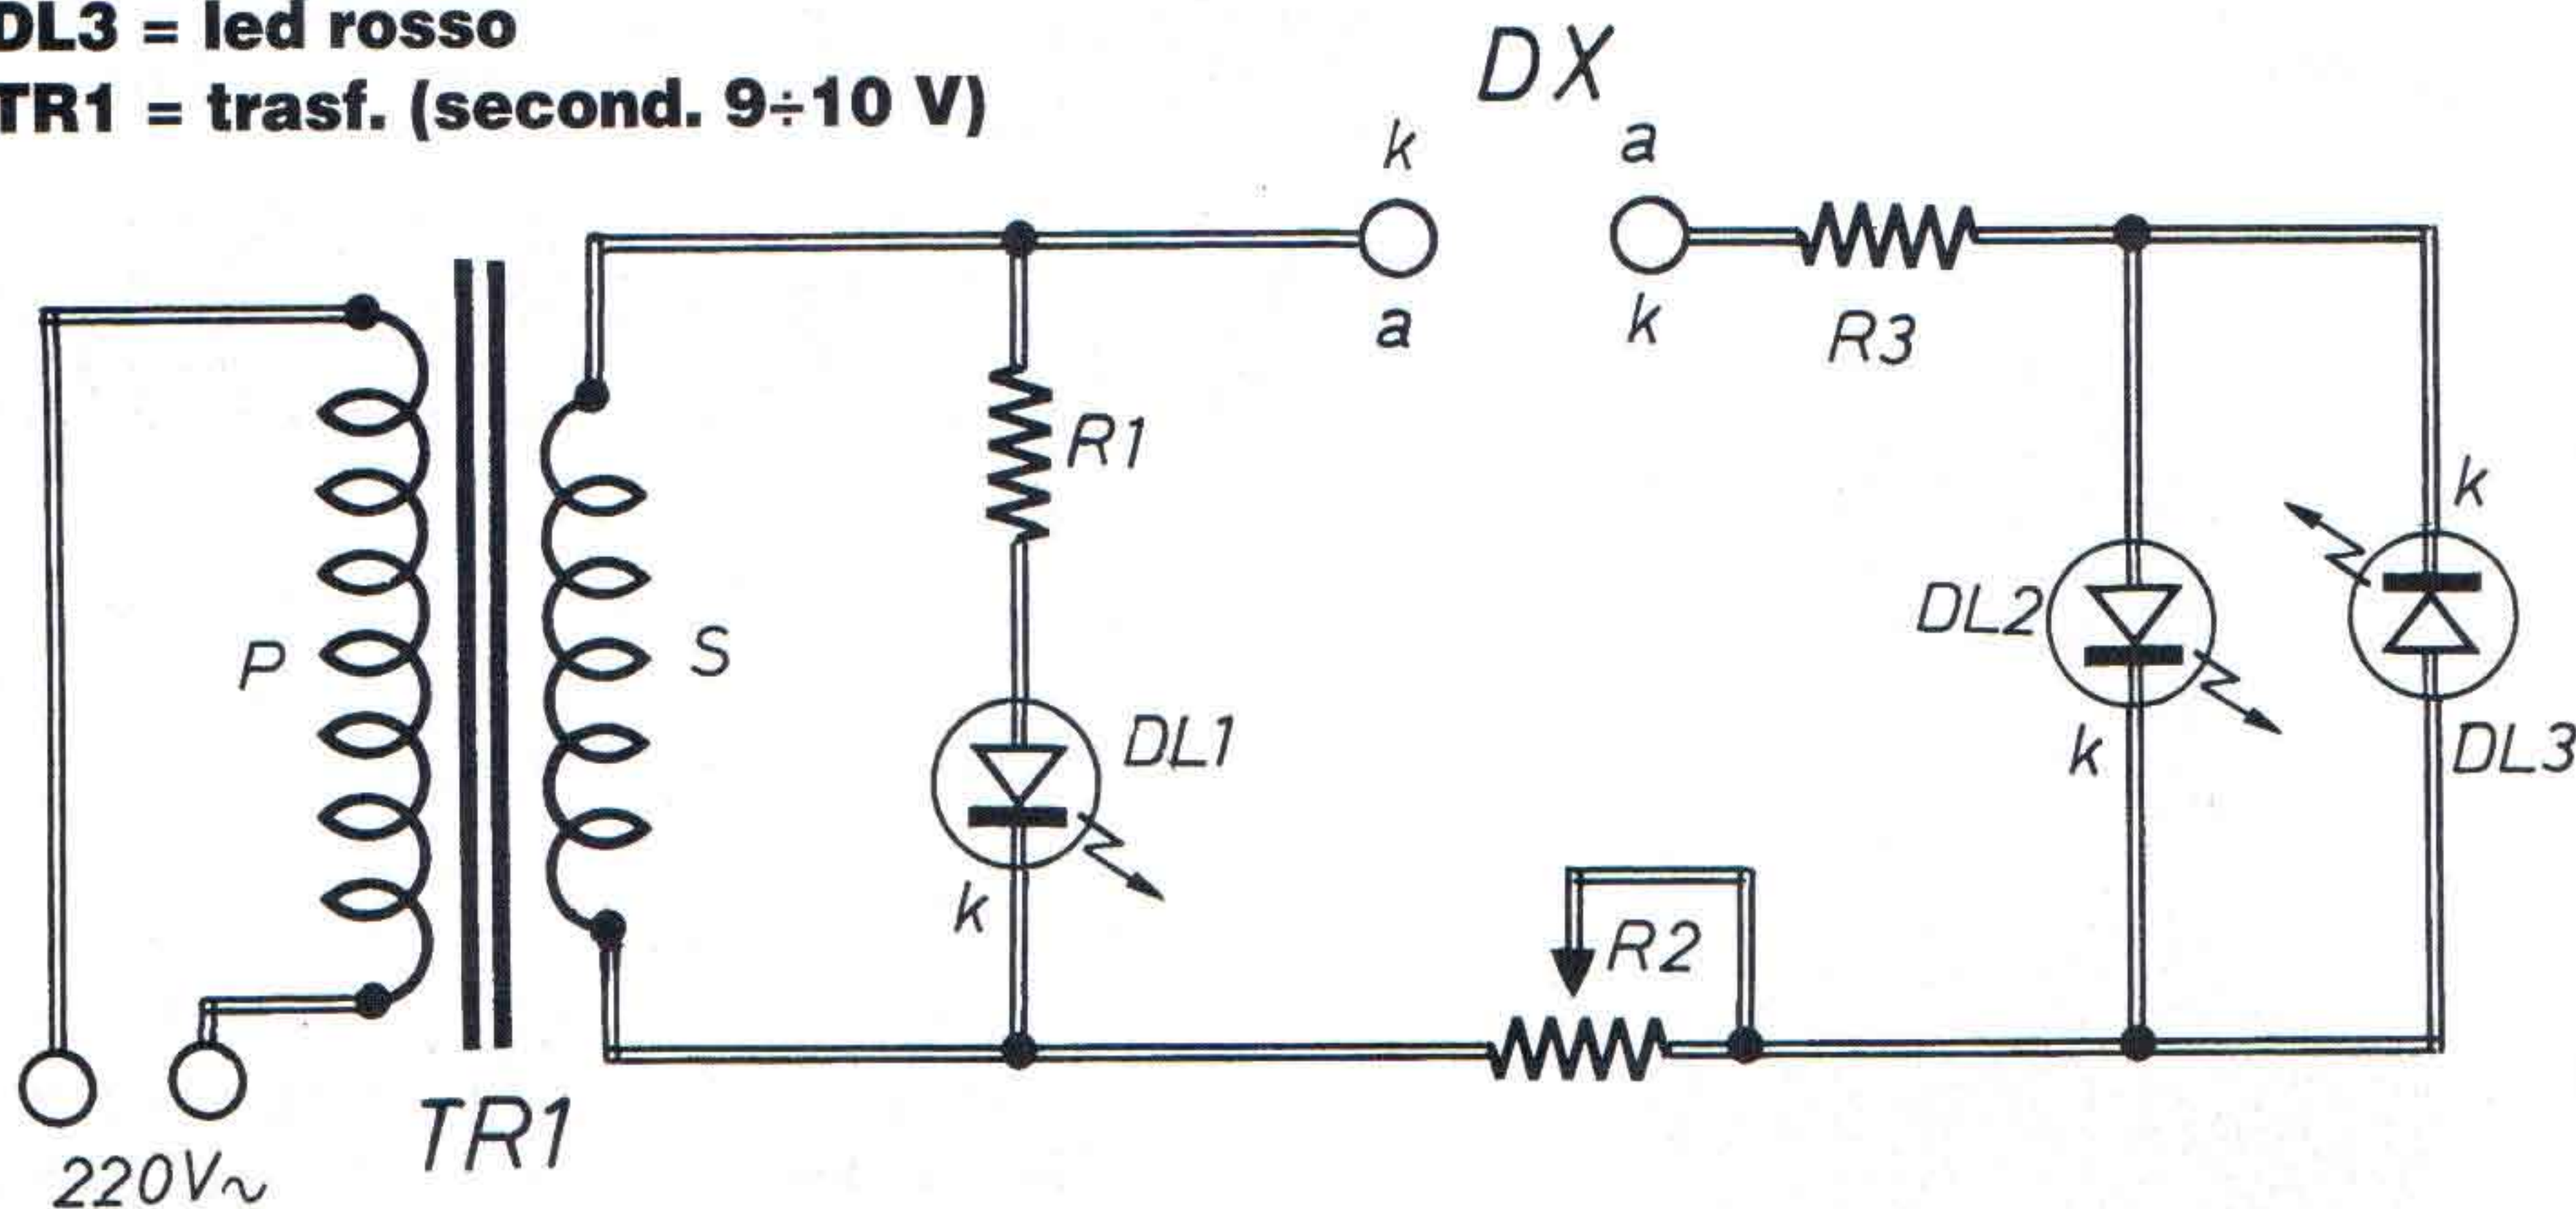 DL3 = led rosso
TR1 = trasf. (second. 9÷10 V)
DX
k
a
a
k
R3
R1
k
P
S
DL2
DL1
k
DL3
k
R2
TR1
220V~